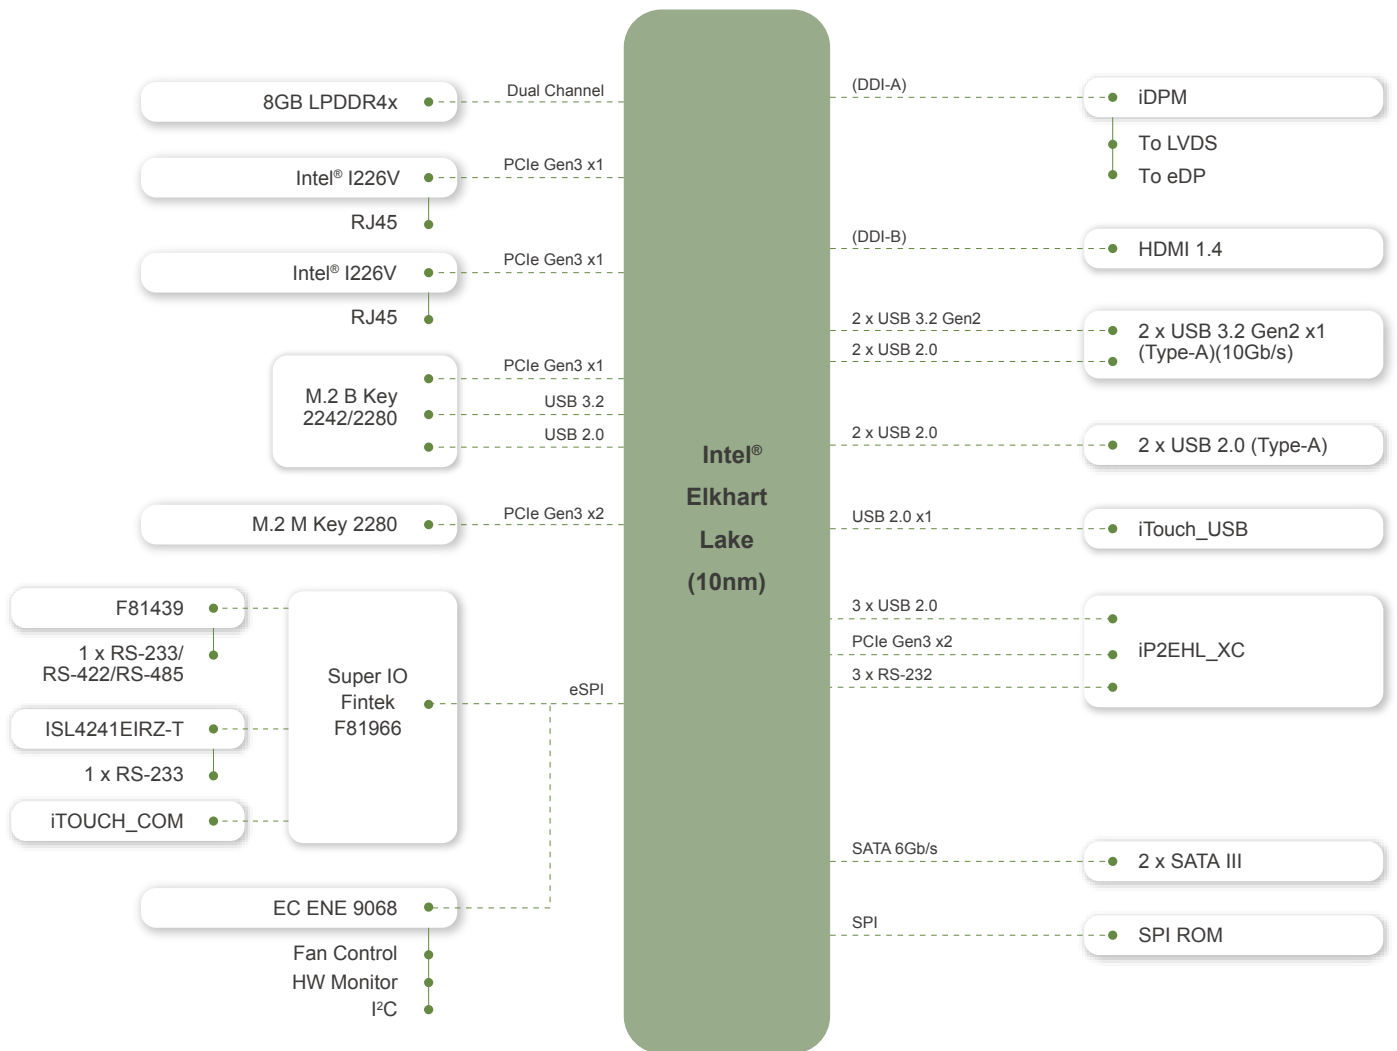 8GB LPDDR4x
Dual Channel
Intel® I226V
PCIe Gen3 x1
RJ45
Intel® I226V
PCIe Gen3 x1
RJ45
M.2 B Key
2242/2280
PCIe Gen3 x1
USB 3.2
USB 2.0
M.2 M Key 2280
PCIe Gen3 x2
F81439
1 x RS-233/
RS-422/RS-485
ISL4241EIRZ-T
1 x RS-233
iTOUCH_COM
Super IO
Fintek
F81966
eSPI
EC ENE 9068
Fan Control
HW Monitor
I²C
Intel®
Elkhart
Lake
(10nm)
(DDI-A)
iDPM
To LVDS
To eDP
(DDI-B)
HDMI 1.4
2 x USB 3.2 Gen2
2 x USB 2.0
2 x USB 3.2 Gen2 x1
(Type-A)(10Gb/s)
2 x USB 2.0
2 x USB 2.0 (Type-A)
USB 2.0 x1
iTouch_USB
3 x USB 2.0
PCIe Gen3 x2
3 x RS-232
iP2EHL_XC
SATA 6Gb/s
2 x SATA III
SPI
SPI ROM